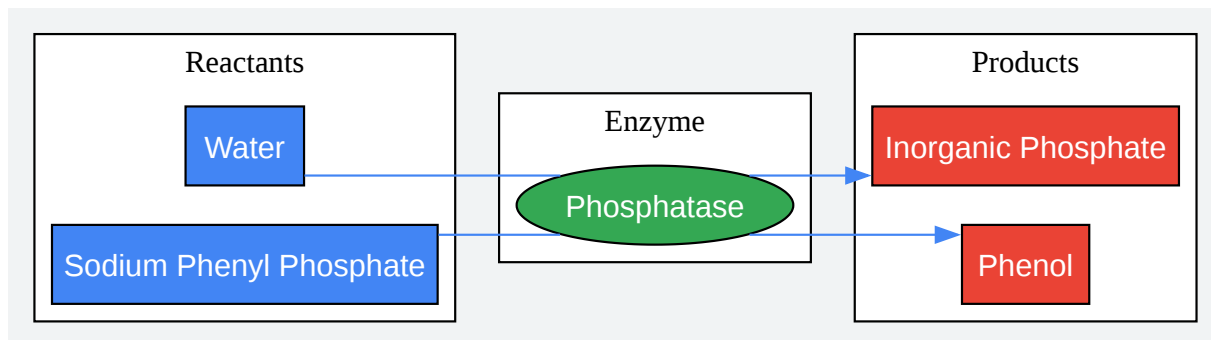 Reactants
Water
Sodium Phenyl Phosphate
Enzyme
Phosphatase
Products
Inorganic Phosphate
Phenol